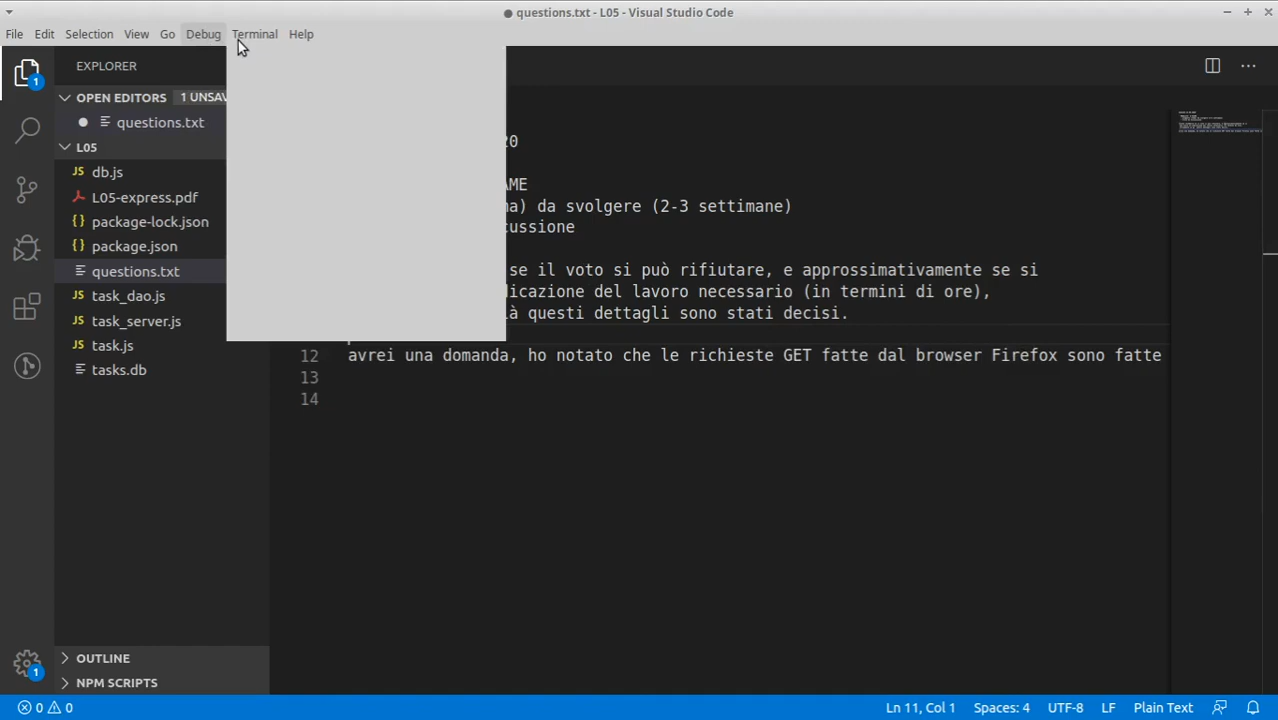 questions.txt - L05 - Visual Studio Code
File Edit Selection View Go Debug Terminal Help
1
EXPLORER
OPEN EDITORS 1 UNSAV
questions.txt
L05
db.js
L05-express.pdf
package-lock.json
package.json
questions.txt
task_dao.js
task_server.js
task.js
tasks.db
OUTLINE
NPM SCRIPTS
1
20
AME
ma) da svolgere (2-3 settimane)
cussione
se il voto si può rifiutare, e approssimativamente se si
dicazione del lavoro necessario (in termini di ore),
à questi dettagli sono stati decisi.
12 avrei una domanda, ho notato che le richieste GET fatte dal browser Firefox sono fatte
13
14
0 0 Ln 11, Col 1 Spaces: 4 UTF-8 LF Plain Text